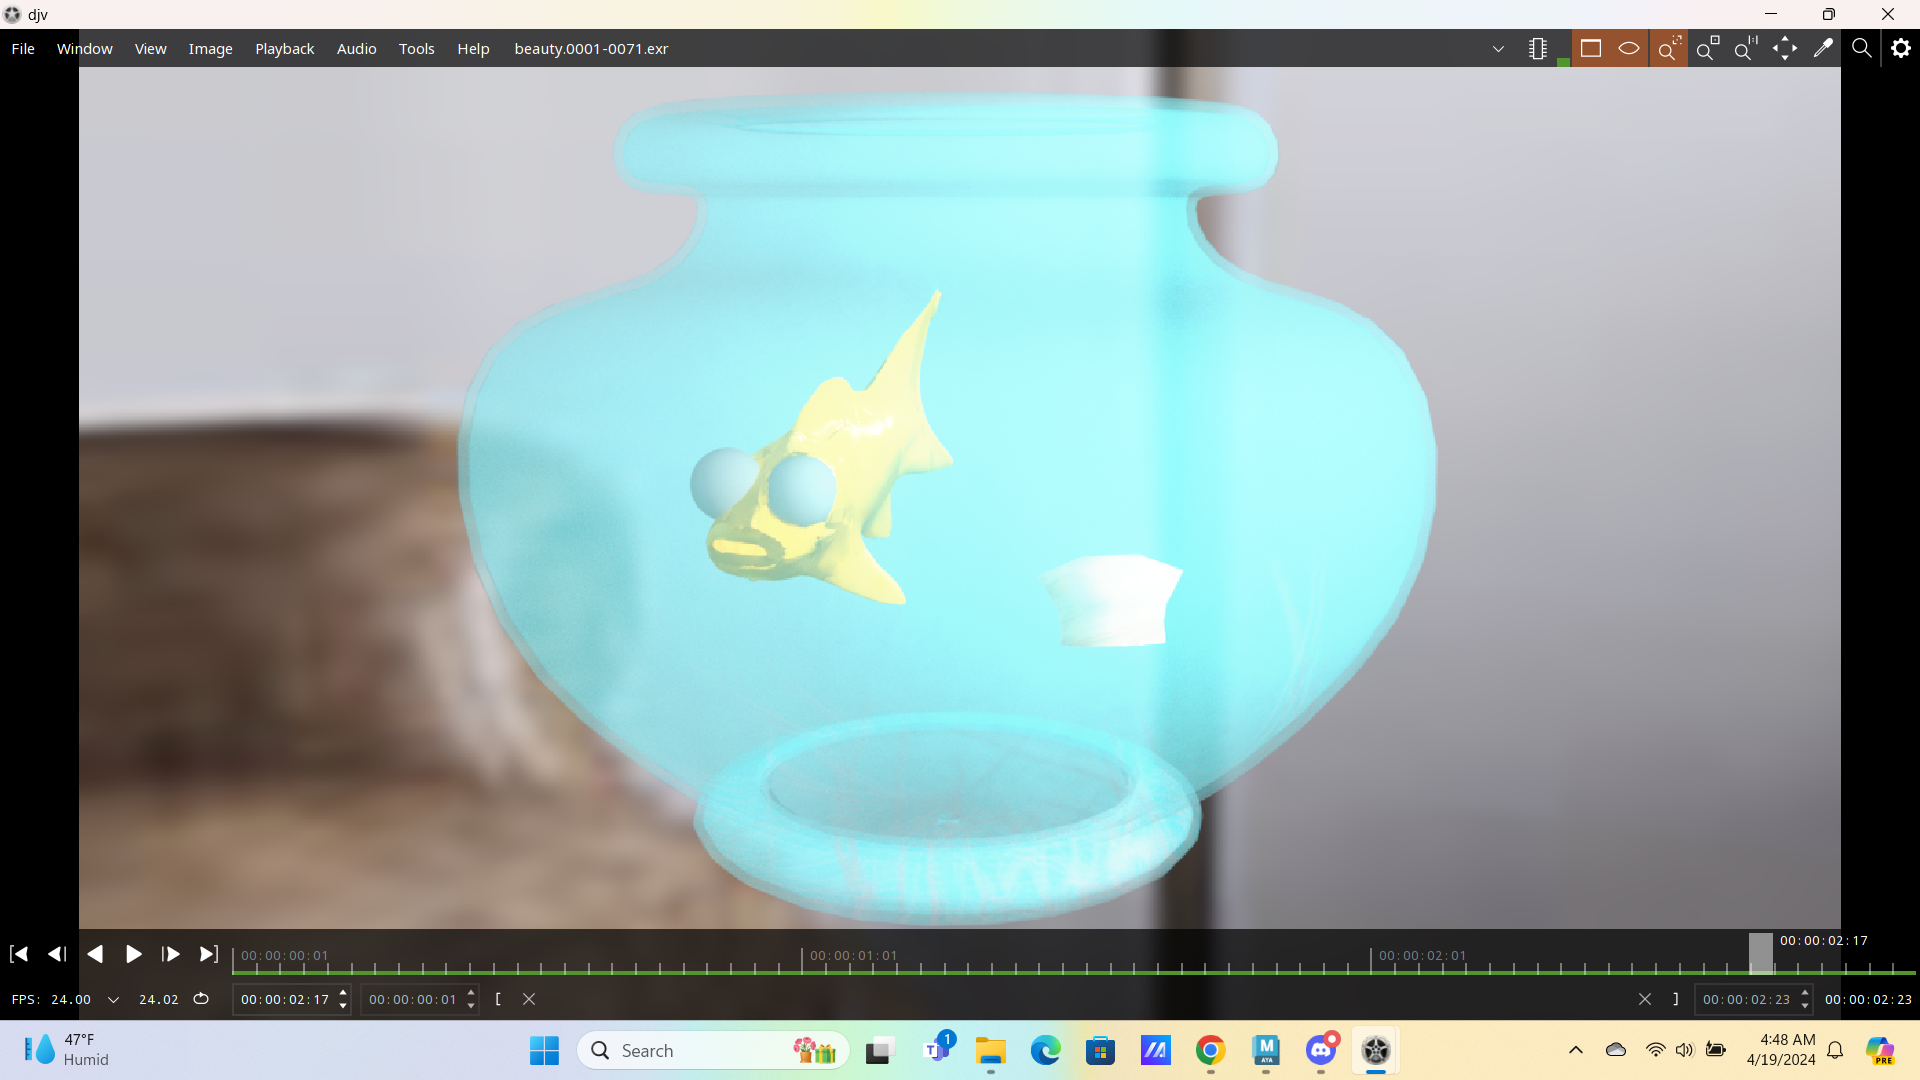 djv
File Window View Image Playback Audio Tools Help beauty.0001-0071.exr
00:00:00:01 00:00:01:01 00:00:02:01 00:00:02:17
FPS: 24.00 24.02 00:00:02:17 00:00:00:01 [ ] 00:00:02:23 00:00:02:23
47°F
Humid
Search
1
M
AYA
4:48 AM
4/19/2024
PRE